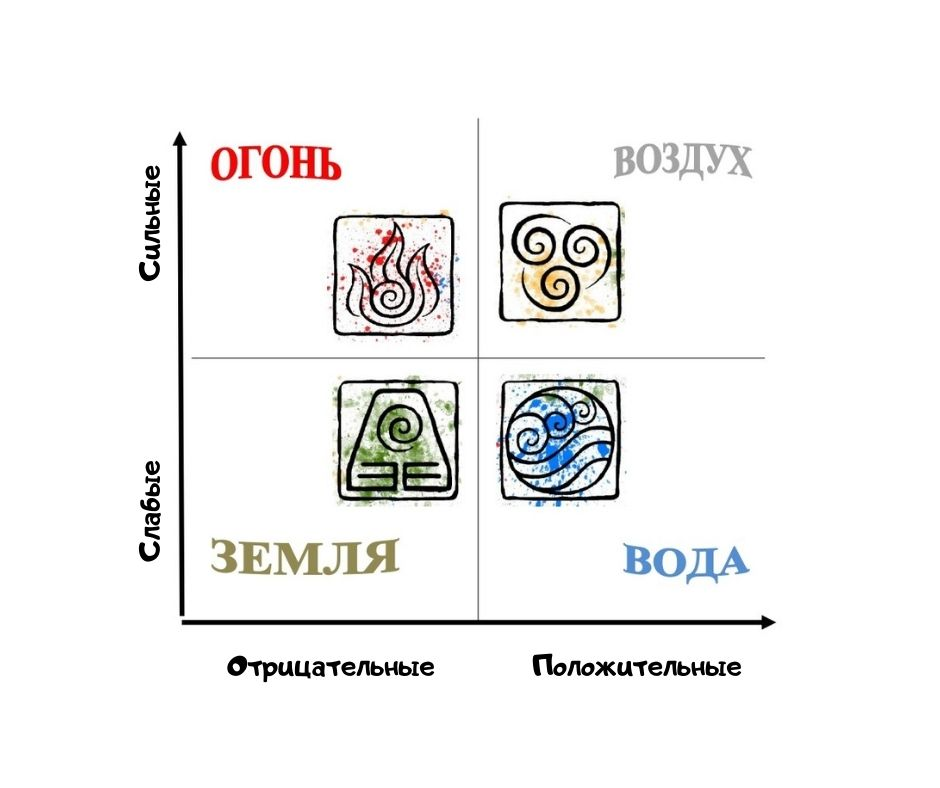 ОГОНЬ
ВОЗДУХ
Сильные
Слабые
ЗЕМЛЯ
ВОДА
Отрицательные
Положительные